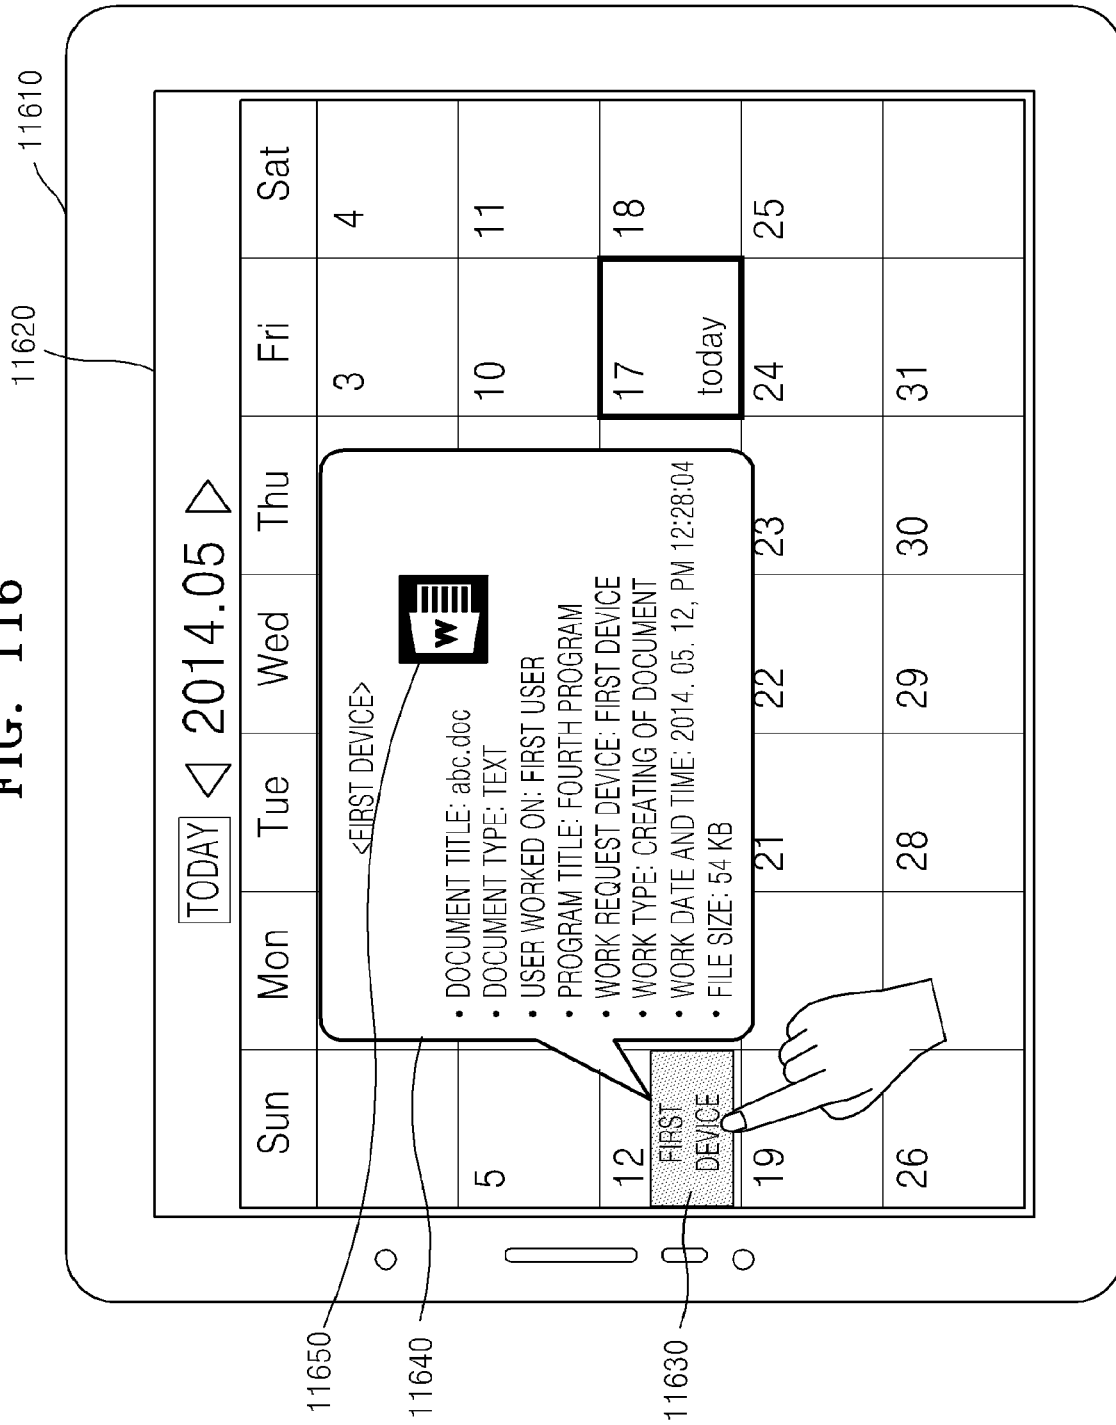 FIG. 116
11610
11620
TODAY ◁ 2014.05 ▷
Sun Mon Tue Wed Thu Fri Sat
3 4
5 10 11
12 17 18
today
19 21 22 23 24 25
26 28 29 30 31
FIRST
DEVICE
<FIRST DEVICE>
W
• DOCUMENT TITLE: abc.doc
• DOCUMENT TYPE: TEXT
• USER WORKED ON: FIRST USER
• PROGRAM TITLE: FOURTH PROGRAM
• WORK REQUEST DEVICE: FIRST DEVICE
• WORK TYPE: CREATING OF DOCUMENT
• WORK DATE AND TIME: 2014. 05. 12, PM 12:28:04
• FILE SIZE: 54 KB
11650
11640
11630